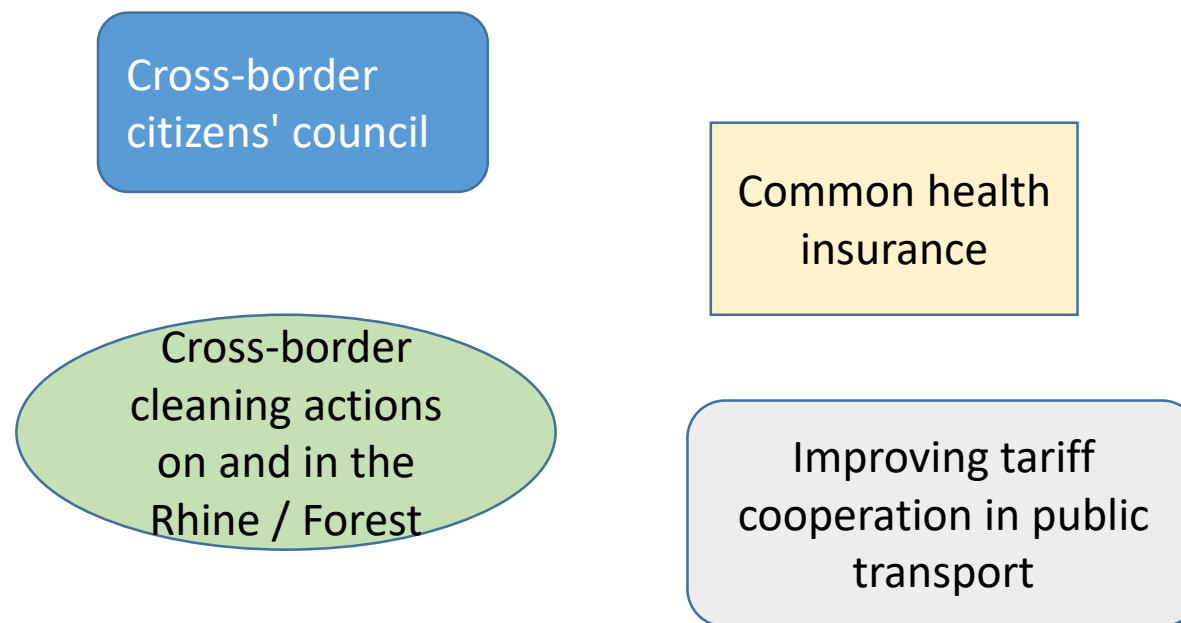 Cross-border
citizens' council
Common health
insurance
Cross-border
cleaning actions
on and in the
Rhine / Forest
Improving tariff
cooperation in public
transport